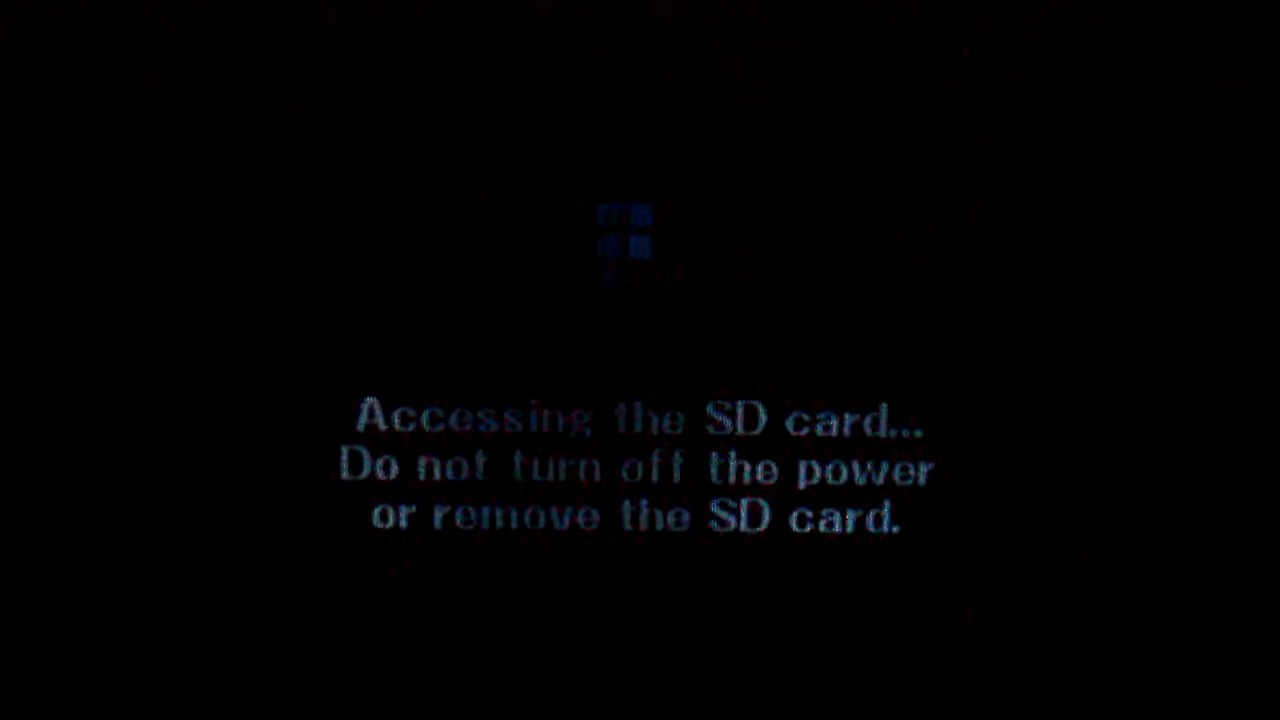 Accessing the SD card...
Do not turn off the power
or remove the SD card.